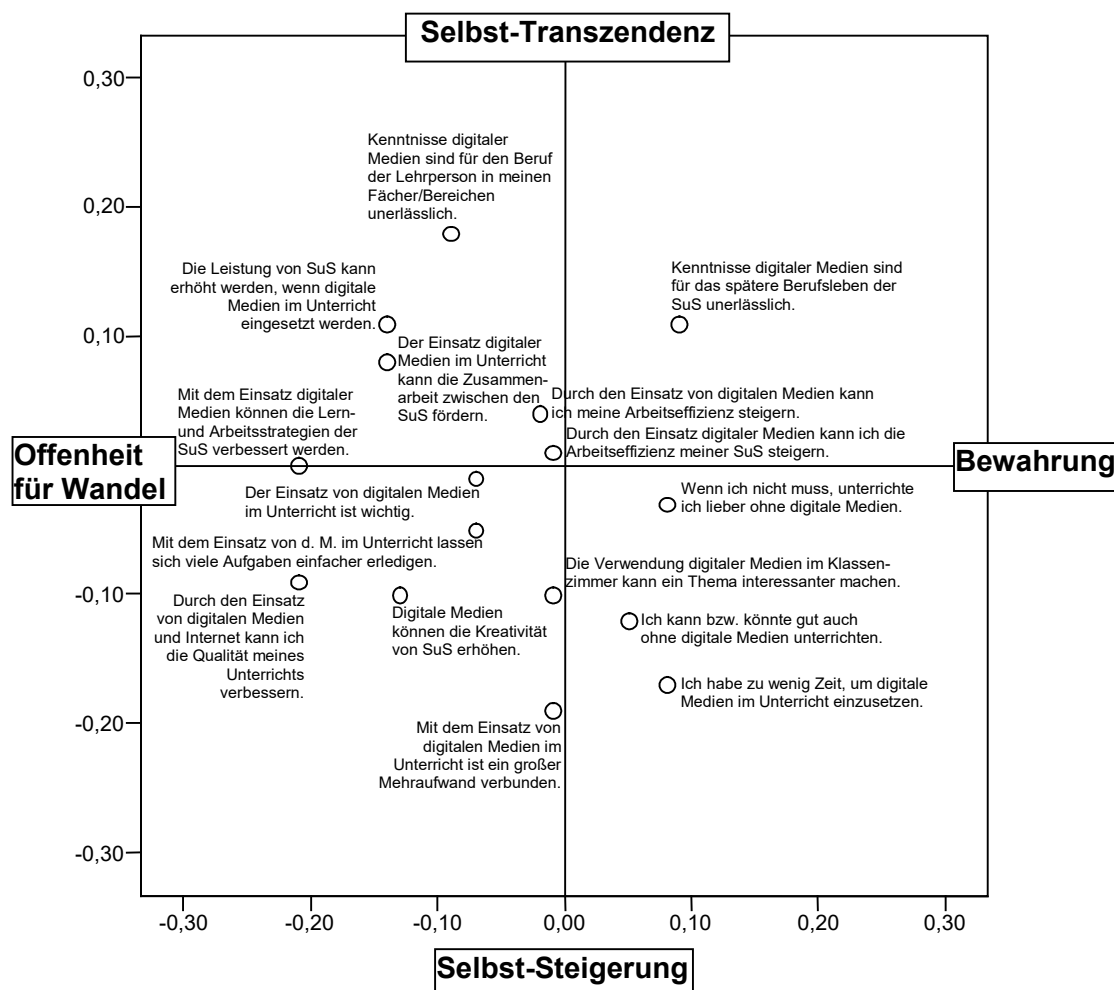 Selbst-Transzendenz
0,30
Kenntnisse digitaler
Medien sind für den Beruf
der Lehrperson in meinen
Fächer/Bereichen
unerlässlich.
0,20
Die Leistung von SuS kann
erhöht werden, wenn digitale
Medien im Unterricht
eingesetzt werden.
Kenntnisse digitaler Medien sind
für das spätere Berufsleben der
SuS unerlässlich.
0,10
Der Einsatz digitaler
Medien im Unterricht
kann die Zusammen-
arbeit zwischen den
SuS fördern.
Mit dem Einsatz digitaler
Medien können die Lern-
und Arbeitsstrategien der
SuS verbessert werden.
Durch den Einsatz von digitalen Medien kann
ich meine Arbeitseffizienz steigern.
Durch den Einsatz digitaler Medien kann ich die
Arbeitseffizienz meiner SuS steigern.
Offenheit
für Wandel
Bewahrung
Der Einsatz von digitalen Medien
im Unterricht ist wichtig.
Wenn ich nicht muss, unterrichte
ich lieber ohne digitale Medien.
Mit dem Einsatz von d. M. im Unterricht lassen
sich viele Aufgaben einfacher erledigen.
Die Verwendung digitaler Medien im Klassen-
zimmer kann ein Thema interessanter machen.
-0,10
Durch den Einsatz
von digitalen Medien
und Internet kann ich
die Qualität meines
Unterrichts
verbessern.
Digitale Medien
können die Kreativität
von SuS erhöhen.
Ich kann bzw. könnte gut auch
ohne digitale Medien unterrichten.
Ich habe zu wenig Zeit, um digitale
Medien im Unterricht einzusetzen.
-0,20
Mit dem Einsatz von
digitalen Medien im
Unterricht ist ein großer
Mehraufwand verbunden.
-0,30
-0,30 -0,20 -0,10 0,00 0,10 0,20 0,30
Selbst-Steigerung